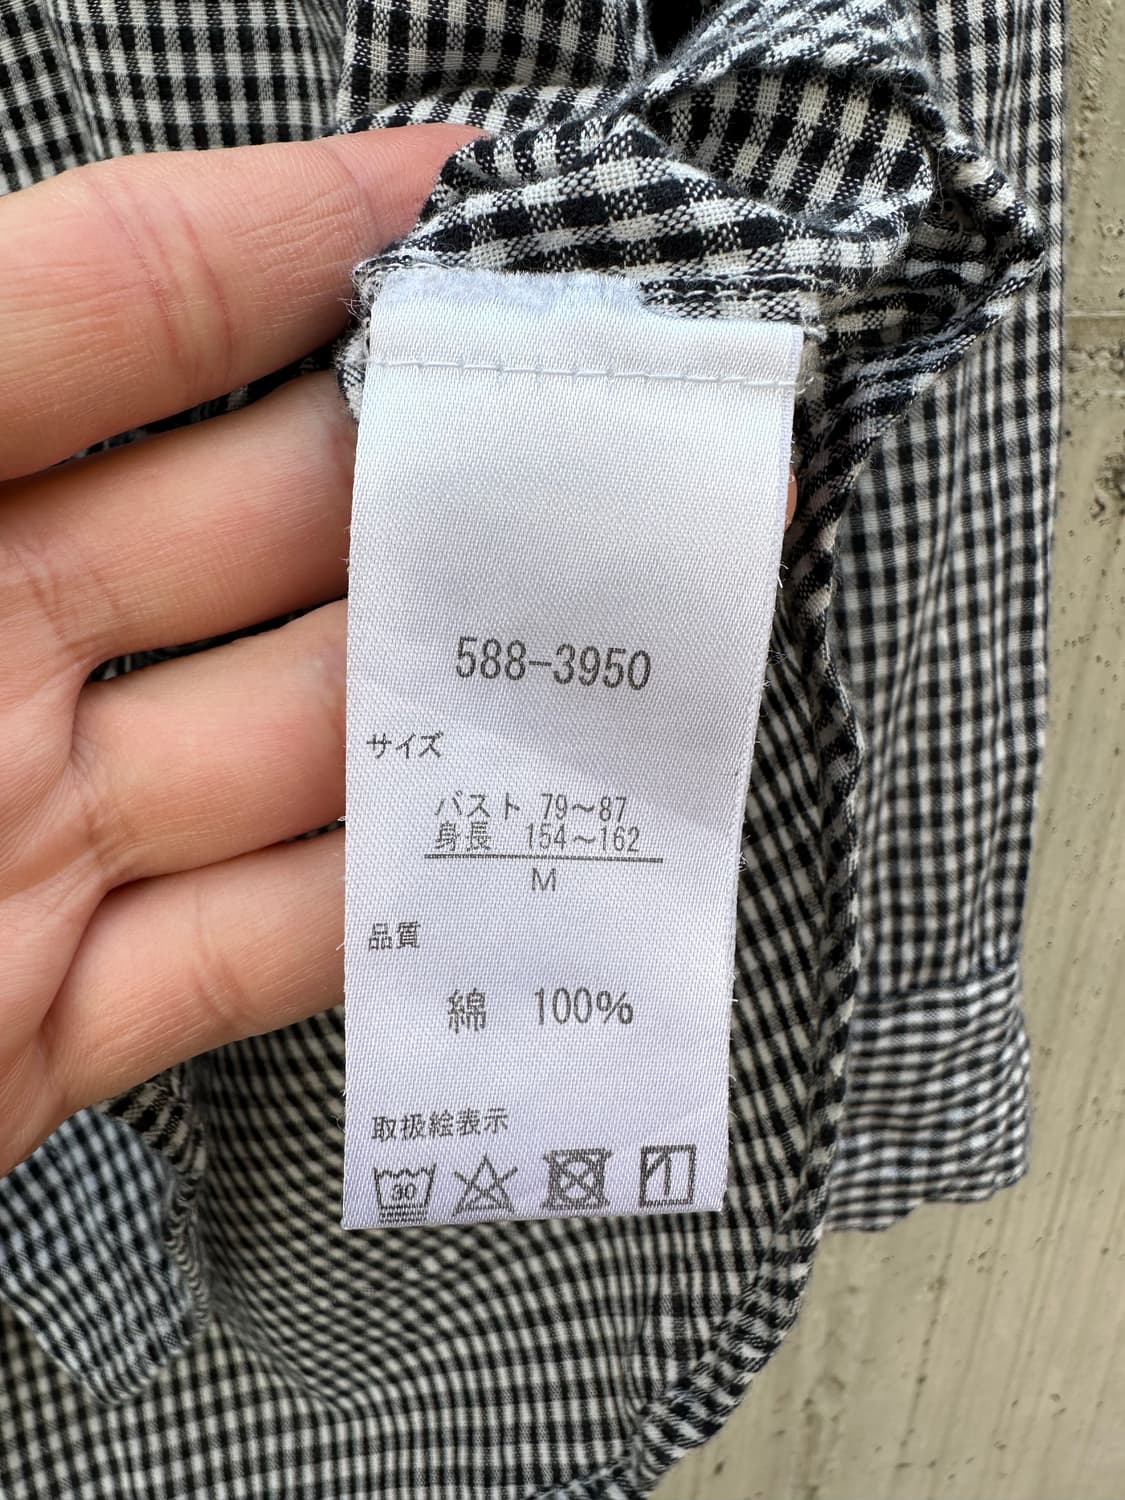 588-3950
サイズ
バスト 79～87
身長 154～162
M
品質
綿 100%
取扱絵表示
30